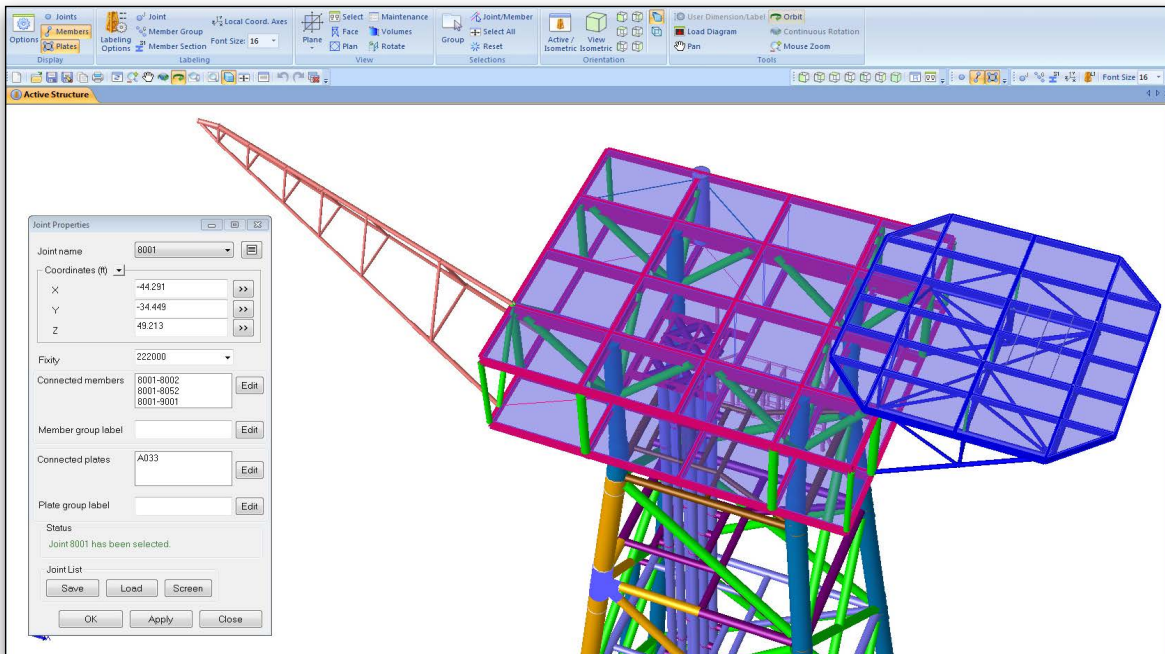 Joints
Members
Plates
Options
Display
Joint
Member Group
Member Section
Local Coord. Axes
Font Size: 16
Labeling Options
Labeling
Plane
Select
Face
Plan
Maintenance
Volumes
Rotate
View
Group
Joint/Member
Select All
Reset
Selections
Active / Isometric
View Isometric
Orientation
User Dimension/Label
Load Diagram
Pan
Orbit
Continuous Rotation
Mouse Zoom
Tools
Font Size 16
Active Structure
Joint Properties
Joint name 8001
Coordinates (ft)
X -44.291 >>
Y -34.449 >>
Z 49.213 >>
Fixity 222000
Connected members 8001-8002 Edit
8001-8052
8001-9001
Member group label Edit
Connected plates A033 Edit
Plate group label Edit
Status
Joint 8001 has been selected.
Joint List
Save Load Screen
OK Apply Close